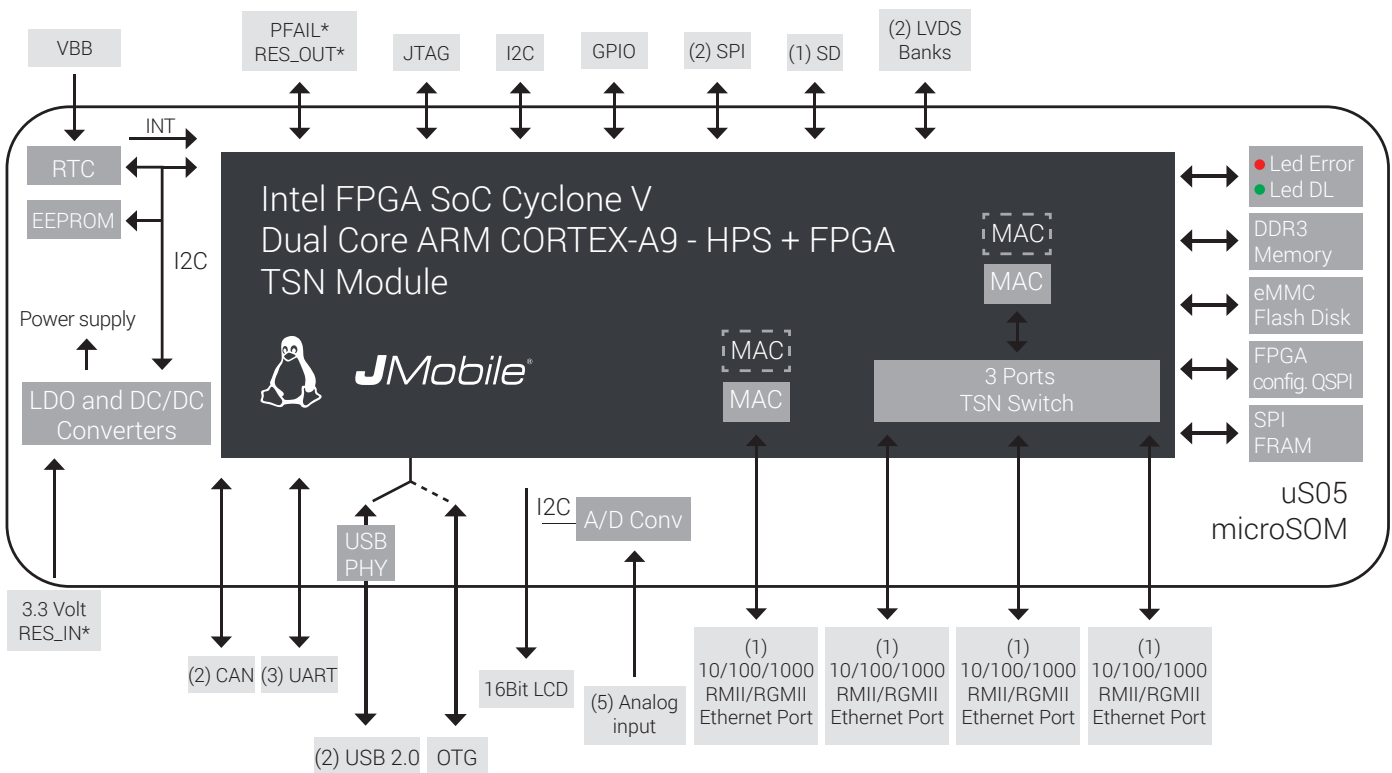 VBB
PFAIL*
RES_OUT*
JTAG
I2C
GPIO
(2) SPI
(1) SD
(2) LVDS
Banks
INT
RTC
EEPROM
I2C
Power supply
LDO and DC/DC
Converters
Intel FPGA SoC Cyclone V
Dual Core ARM CORTEX-A9 - HPS + FPGA
TSN Module
JMobile®
MAC
MAC
MAC
MAC
3 Ports
TSN Switch
Led Error
Led DL
DDR3
Memory
eMMC
Flash Disk
FPGA
config. QSPI
SPI
FRAM
uS05
microSOM
I2C
A/D Conv
USB
PHY
3.3 Volt
RES_IN*
(2) CAN
(3) UART
(2) USB 2.0
OTG
16Bit LCD
(5) Analog
input
(1)
10/100/1000
RMII/RGMII
Ethernet Port
(1)
10/100/1000
RMII/RGMII
Ethernet Port
(1)
10/100/1000
RMII/RGMII
Ethernet Port
(1)
10/100/1000
RMII/RGMII
Ethernet Port